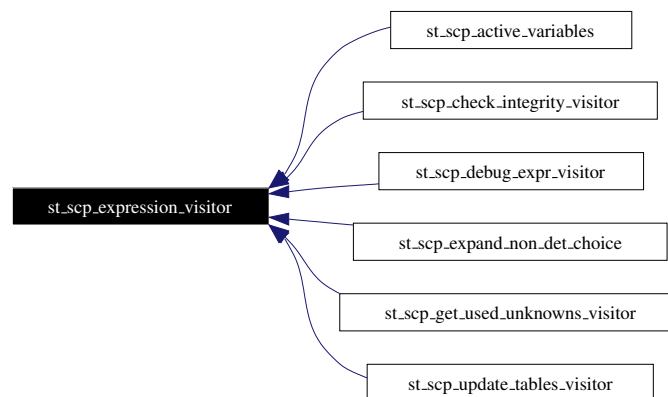 st_scp_active_variables
st_scp_check_integrity_visitor
st_scp_debug_expr_visitor
st_scp_expression_visitor
st_scp_expand_non_det_choice
st_scp_get_used_unknowns_visitor
st_scp_update_tables_visitor